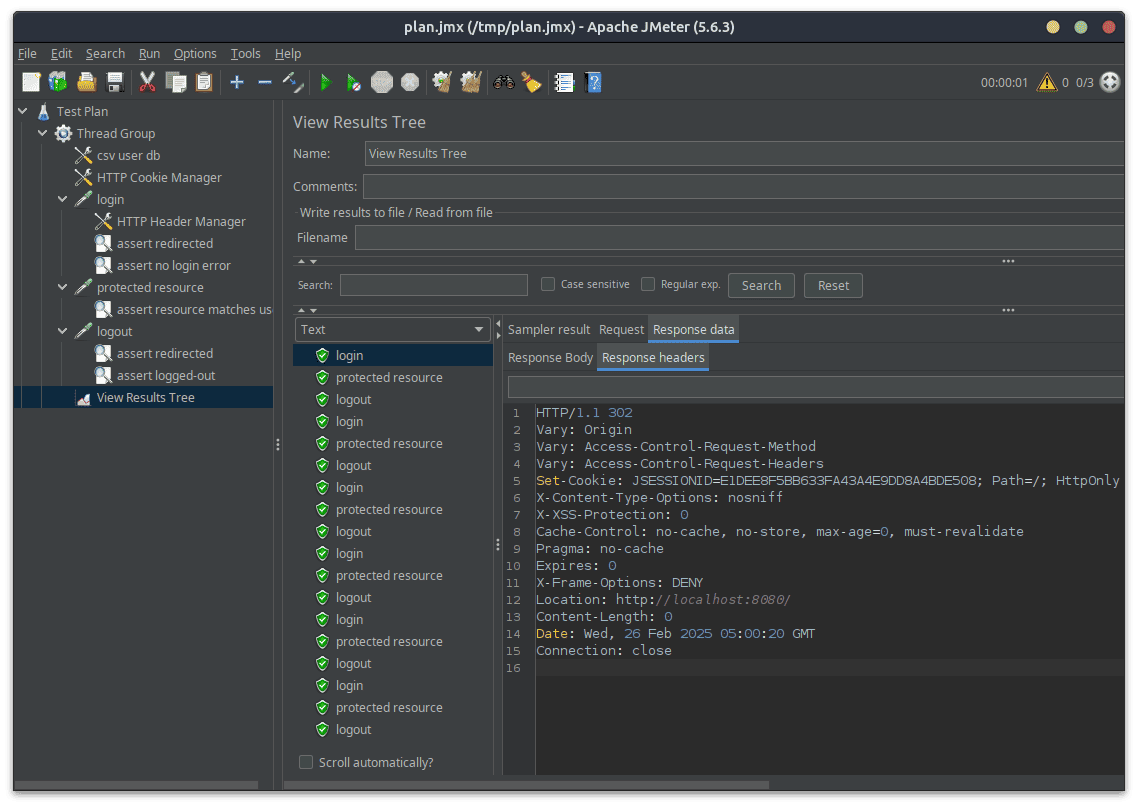 plan.jmx (/tmp/plan.jmx) - Apache JMeter (5.6.3)
File Edit Search Run Options Tools Help
00:00:01 0 0/3
Test Plan
Thread Group
csv user db
HTTP Cookie Manager
login
HTTP Header Manager
assert redirected
assert no login error
protected resource
assert resource matches us
logout
assert redirected
assert logged-out
View Results Tree
View Results Tree
Name: View Results Tree
Comments:
Write results to file / Read from file
Filename
Search: Case sensitive Regular exp. Search Reset
Text
login
protected resource
logout
login
protected resource
logout
login
protected resource
logout
login
protected resource
logout
login
protected resource
logout
login
protected resource
logout
Scroll automatically?
Sampler result Request Response data
Response Body Response headers
1 HTTP/1.1 302
2 Vary: Origin
3 Vary: Access-Control-Request-Method
4 Vary: Access-Control-Request-Headers
5 Set-Cookie: JSESSIONID=E1DEE8F5BB633FA43A4E9DD8A4BDE508; Path=/; HttpOnly
6 X-Content-Type-Options: nosniff
7 X-XSS-Protection: 0
8 Cache-Control: no-cache, no-store, max-age=0, must-revalidate
9 Pragma: no-cache
10 Expires: 0
11 X-Frame-Options: DENY
12 Location: http://localhost:8080/
13 Content-Length: 0
14 Date: Wed, 26 Feb 2025 05:00:20 GMT
15 Connection: close
16